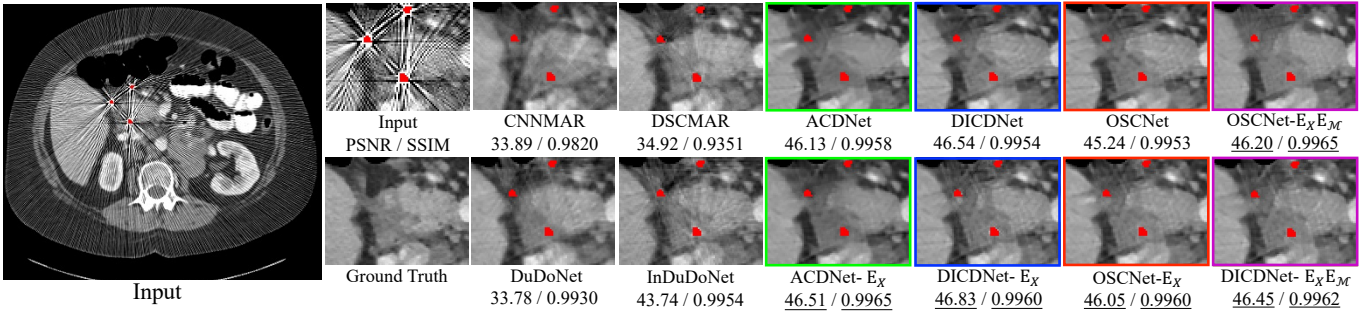 Input
PSNR / SSIM
CNNMAR
33.89 / 0.9820
DSCMAR
34.92 / 0.9351
ACDNet
46.13 / 0.9958
DICDNet
46.54 / 0.9954
OSCNet
45.24 / 0.9953
OSCNet-EXEℳ
46.20 / 0.9965
Input
Ground Truth
DuDoNet
33.78 / 0.9930
InDuDoNet
43.74 / 0.9954
ACDNet- EX
46.51 / 0.9965
DICDNet- EX
46.83 / 0.9960
OSCNet-EX
46.05 / 0.9960
DICDNet- EXEℳ
46.45 / 0.9962